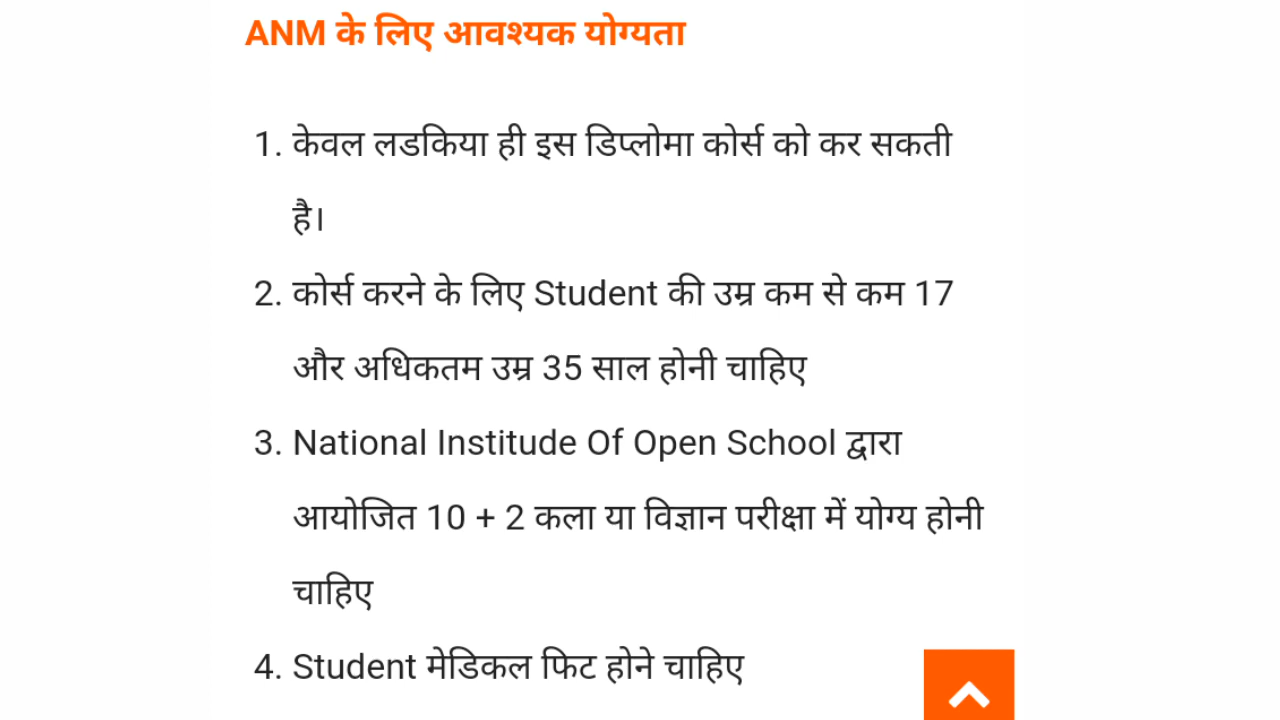 ANM के लिए आवश्यक योग्यता
1. केवल लडकिया ही इस डिप्लोमा कोर्स को कर सकती
है।
2. कोर्स करने के लिए Student की उम्र कम से कम 17
और अधिकतम उम्र 35 साल होनी चाहिए
3. National Institude Of Open School द्वारा
आयोजित 10 + 2 कला या विज्ञान परीक्षा में योग्य होनी
चाहिए
4. Student मेडिकल फिट होने चाहिए